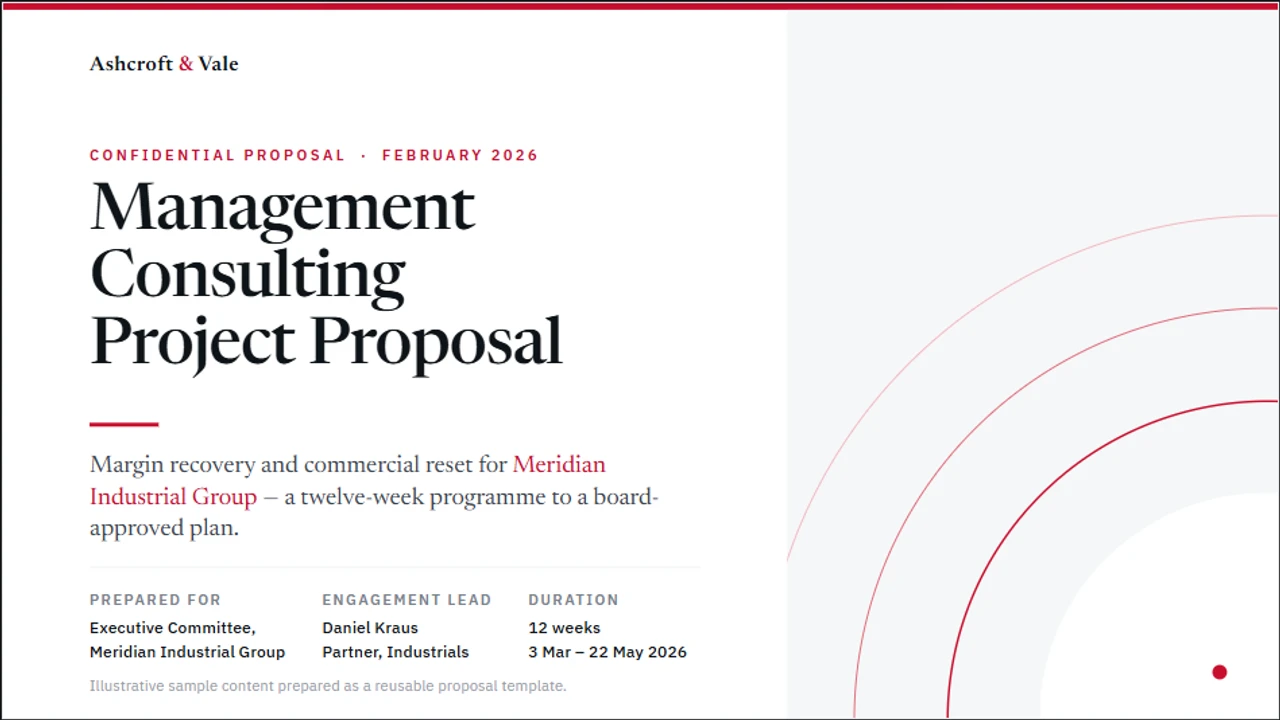 Ashcroft & Vale
CONFIDENTIAL PROPOSAL · FEBRUARY 2026
Management
Consulting
Project Proposal
Margin recovery and commercial reset for Meridian
Industrial Group — a twelve-week programme to a board-
approved plan.
PREPARED FOR
Executive Committee,
Meridian Industrial Group
ENGAGEMENT LEAD
Daniel Kraus
Partner, Industrials
DURATION
12 weeks
3 Mar – 22 May 2026
Illustrative sample content prepared as a reusable proposal template.